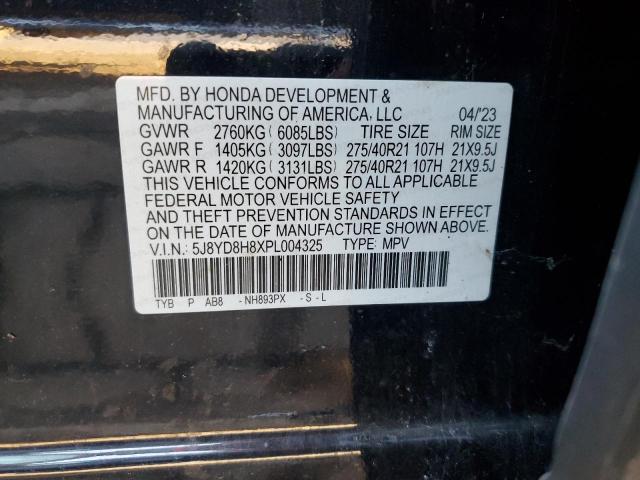 MFD. BY HONDA DEVELOPMENT &
MANUFACTURING OF AMERICA, LLC 04/'23
GVWR 2760KG (6085LBS) TIRE SIZE RIM SIZE
GAWR F 1405KG (3097LBS) 275/40R21 107H 21X9.5J
GAWR R 1420KG (3131LBS) 275/40R21 107H 21X9.5J
THIS VEHICLE CONFORMS TO ALL APPLICABLE
FEDERAL MOTOR VEHICLE SAFETY
AND THEFT PREVENTION STANDARDS IN EFFECT
ON THE DATE OF MANUFACTURE SHOWN ABOVE.
V.I.N.: 5J8YD8H8XPL004325 TYPE: MPV
TYB P AB8 -NH893PX -S-L